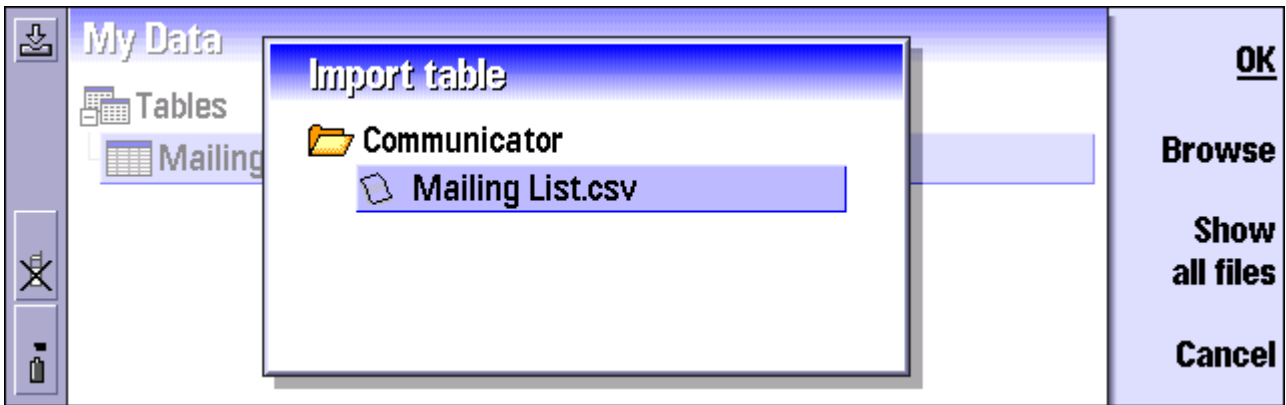 My Data
Tables
Mailing
Import table
Communicator
Mailing List.csv
OK
Browse
Show
all files
Cancel